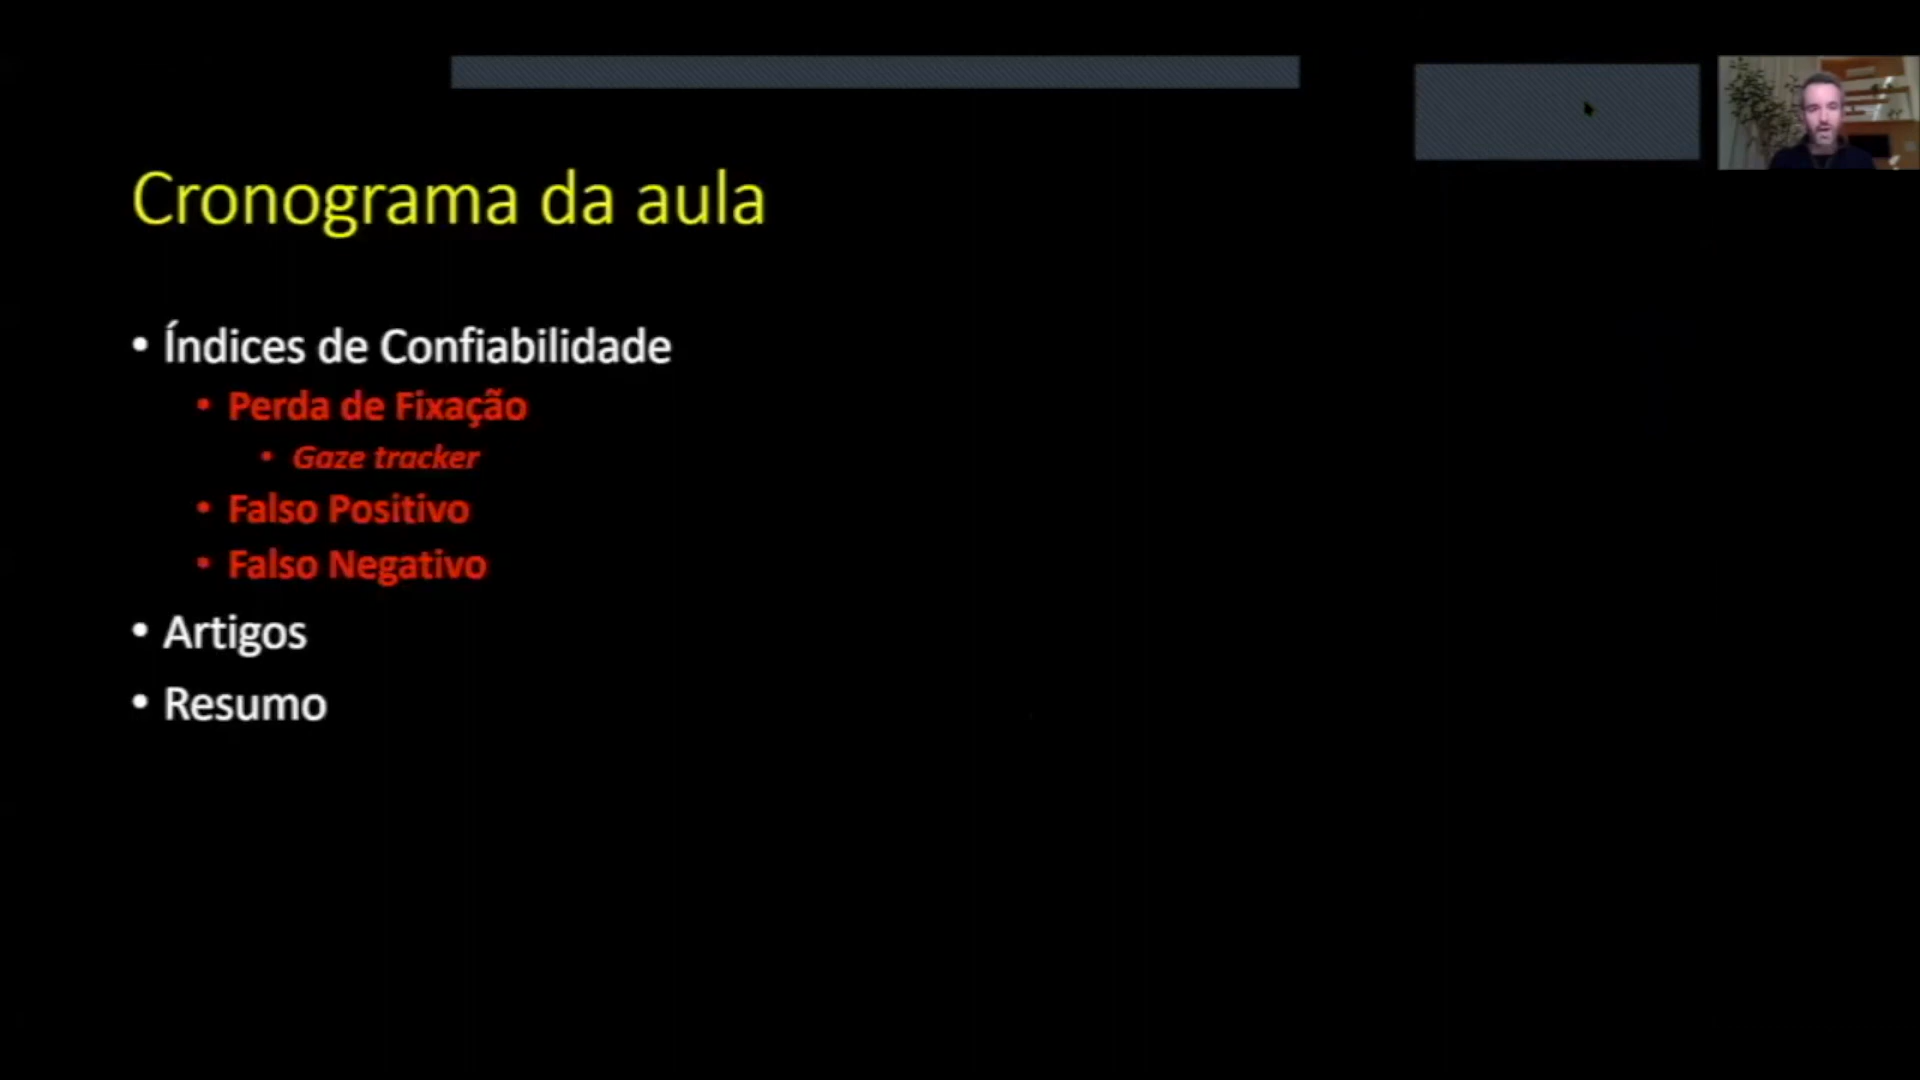 Cronograma da aula
• Índices de Confiabilidade
• Perda de Fixação
• Gaze tracker
• Falso Positivo
• Falso Negativo
• Artigos
• Resumo